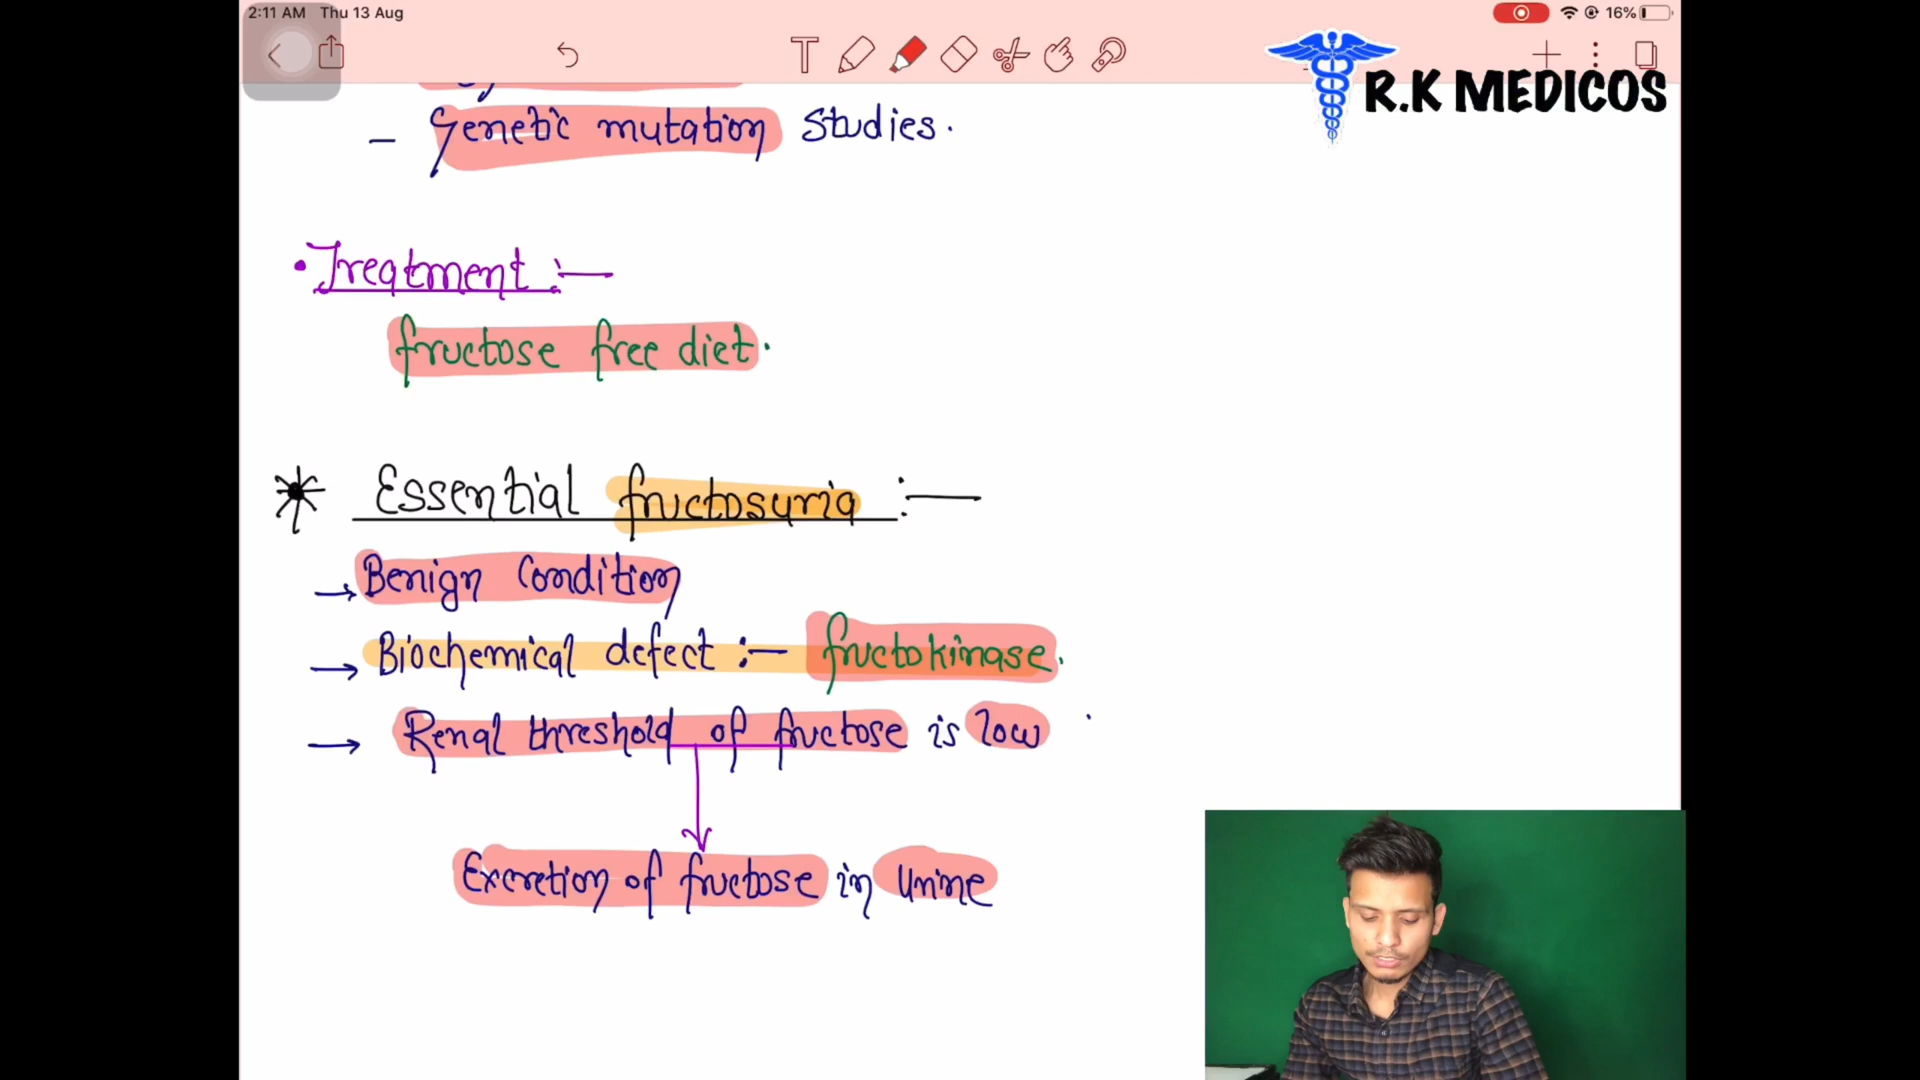 2:11 AM Thu 13 Aug
16%
T
R.K MEDICOS
- Genetic mutation studies.
• Treatment :-
fructose free diet.
* Essential fructosuria :-
→ Benign Condition
→ Biochemical defect :- fructokinase.
→ Renal threshold of fructose is low
Excretion of fructose in urine